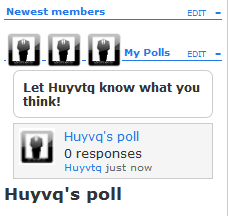 Newest members EDIT –
My Polls EDIT –
Let Huyvtq know what you
think!
Huyvq's poll
0 responses
Huyvtq just now
Huyvq's poll